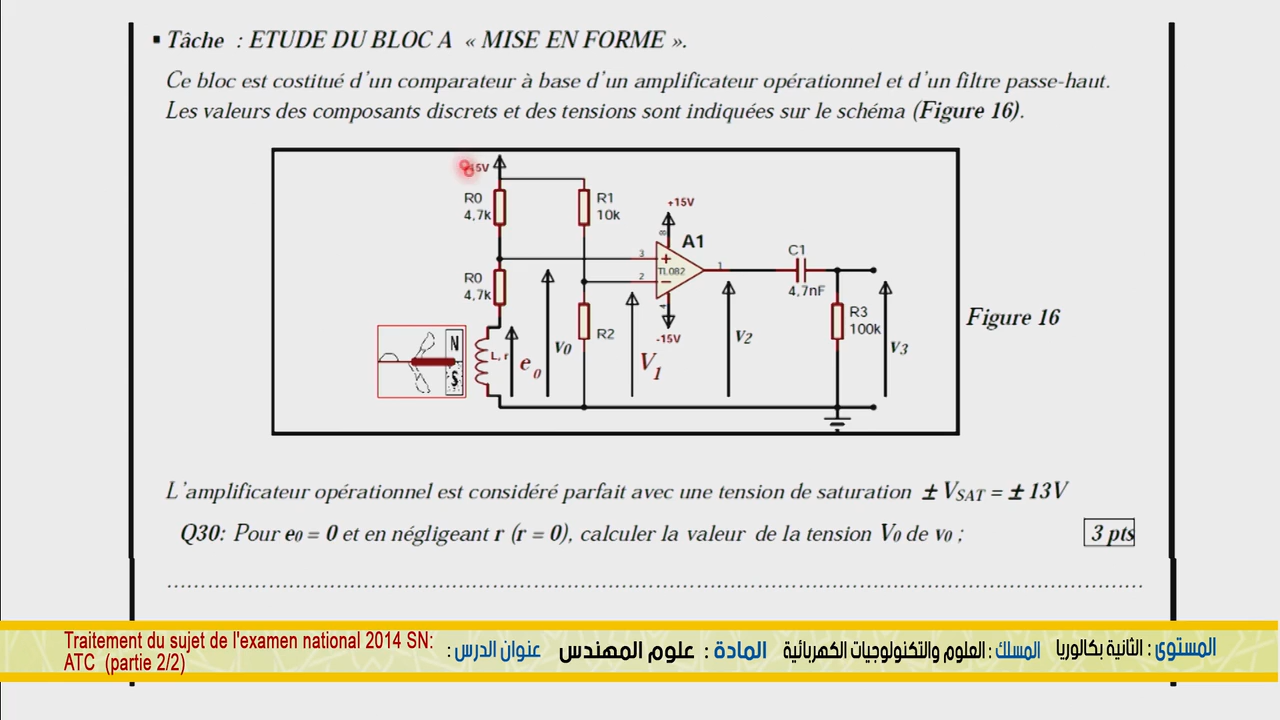 ▪ Tâche : ETUDE DU BLOC A « MISE EN FORME ».
Ce bloc est costitué d'un comparateur à base d'un amplificateur opérationnel et d'un filtre passe-haut.
Les valeurs des composants discrets et des tensions sont indiquées sur le schéma (Figure 16).
R0
4,7k
R1
10k
+15V
8
A1
3
+
2
−
TL082
1
4
-15V
C1
4,7nF
R0
4,7k
R2
R3
100k
N
S
L, r
e0
v0
V1
v2
v3
Figure 16
L'amplificateur opérationnel est considéré parfait avec une tension de saturation ± VSAT = ± 13V
Q30: Pour e0 = 0 et en négligeant r (r = 0), calculer la valeur de la tension V0 de v0 ;
3 pts
Traitement du sujet de l'examen national 2014 SN:
ATC (partie 2/2)
المستوى : الثانية بكالوريا المسلك : العلوم والتكنولوجيات الكهربائية المادة : علوم المهندس عنوان الدرس :